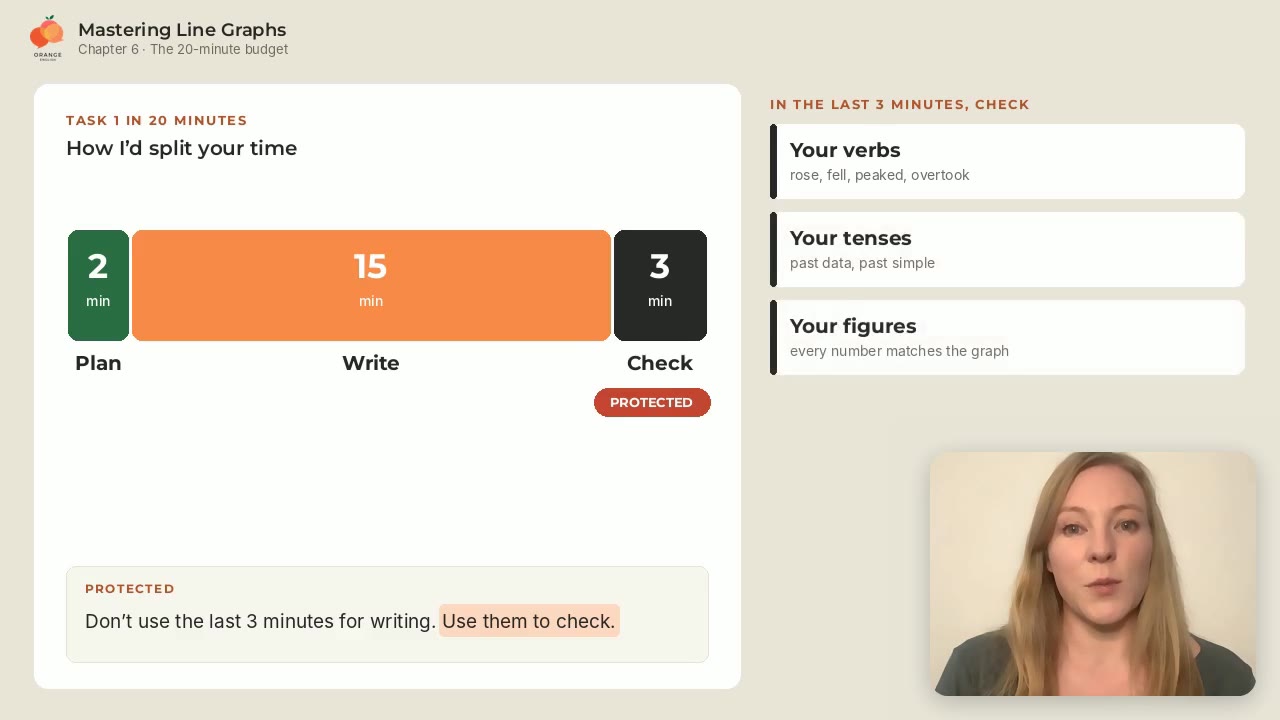 ORANGE
ENGLISH
Mastering Line Graphs
Chapter 6 · The 20-minute budget
TASK 1 IN 20 MINUTES
How I’d split your time
2
min
15
min
3
min
Plan
Write
Check
PROTECTED
PROTECTED
Don’t use the last 3 minutes for writing. Use them to check.
IN THE LAST 3 MINUTES, CHECK
Your verbs
rose, fell, peaked, overtook
Your tenses
past data, past simple
Your figures
every number matches the graph